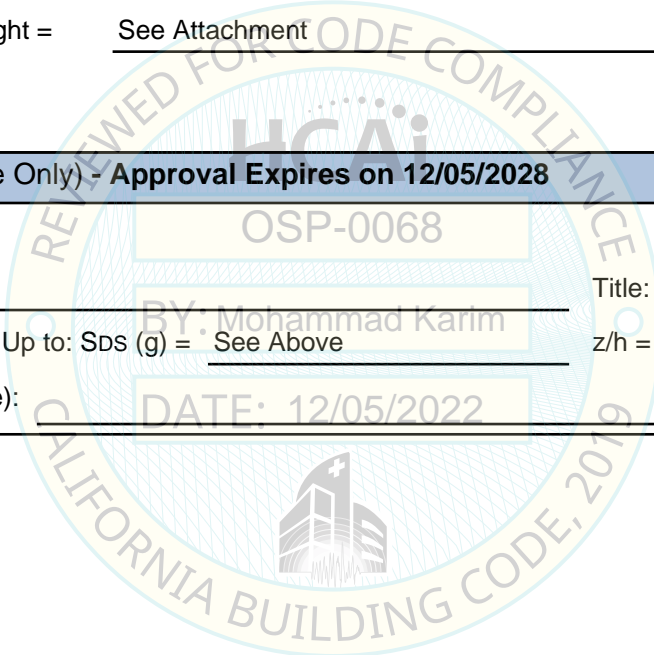 ght = See Attachment
REVIEWED FOR CODE COMPLIANCE
HCAi
e Only) - Approval Expires on 12/05/2028
OSP-0068
Title:
BY: Mohammad Karim
Up to: SDS (g) = See Above z/h =
e):
DATE: 12/05/2022
CALIFORNIA BUILDING CODE, 2019